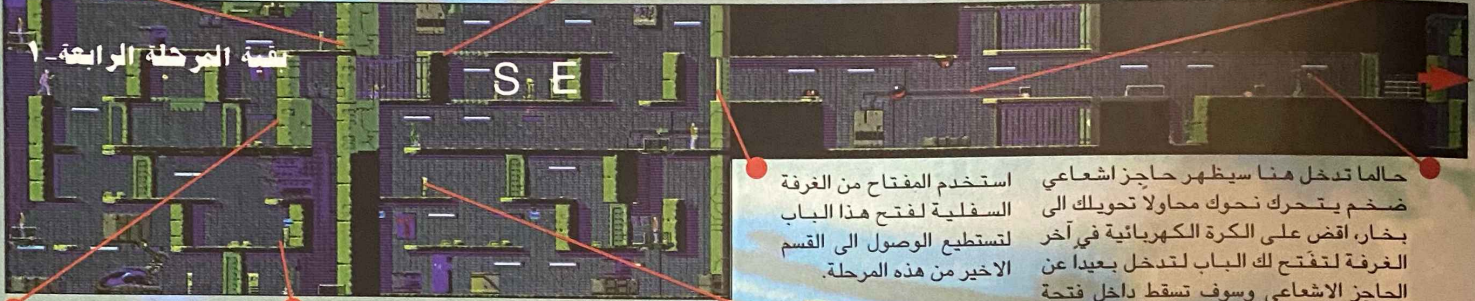 بقية المرحلة الرابعة-١
S E
حالما تدخل هنا سيظهر حاجز اشعاعي
ضخم يتحرك نحوك محاولا تحويلك الى
بخار، اقض على الكرة الكهربائية في آخر
الغرفة لتفتح لك الباب لتدخل بعيداً عن
الحاجز الاشعاعي وسوف تسقط داخل فتحة
استخدم المفتاح من الغرفة
السفلية لفتح هذا الباب
لتستطيع الوصول الى القسم
الاخير من هذه المرحلة.